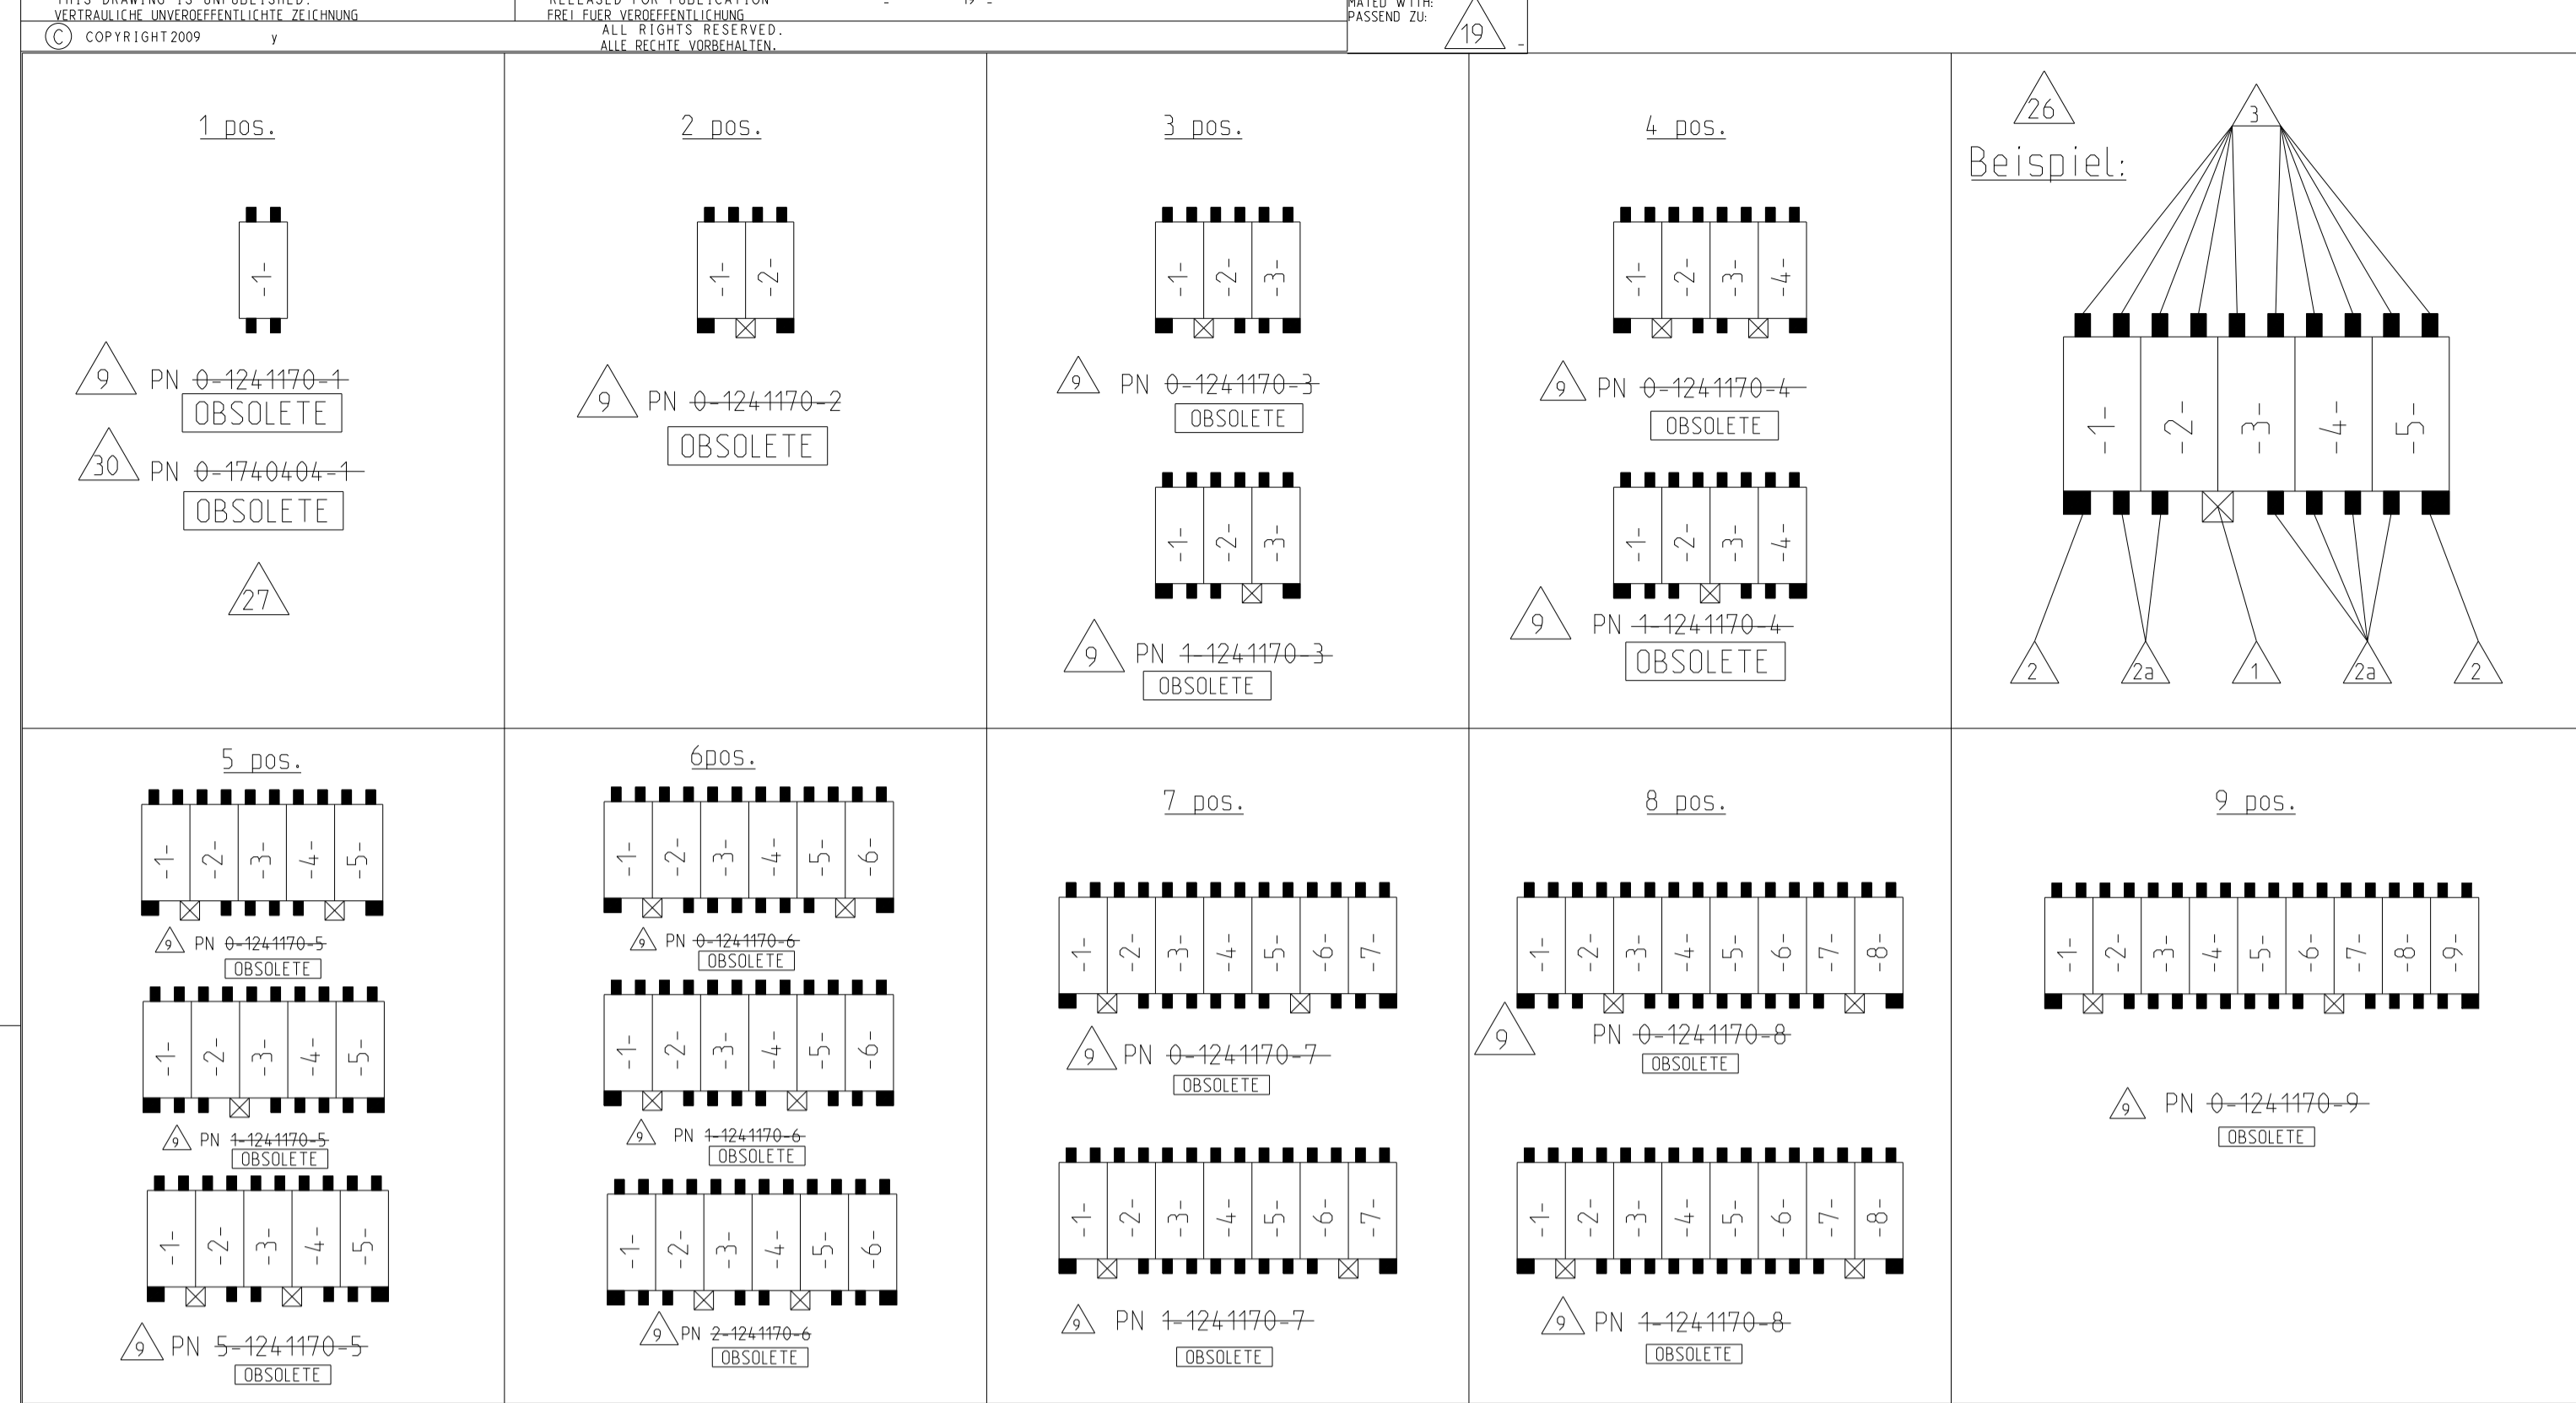 THIS DRAWING IS UNPUBLISHED.
VERTRAULICHE UNVEROEFFENTLICHTE ZEICHNUNG
RELEASED FOR PUBLICATION - 19 -
FREI FUER VEROEFFENTLICHUNG
© COPYRIGHT 2009 y
ALL RIGHTS RESERVED.
ALLE RECHTE VORBEHALTEN.
MATED WITH:
PASSEND ZU:
19 -
1 pos.
-1-
9 PN 0-1241170-1
OBSOLETE
30 PN 0-1740404-1
OBSOLETE
27
2 pos.
-1- -2-
9 PN 0-1241170-2
OBSOLETE
3 pos.
-1- -2- -3-
9 PN 0-1241170-3
OBSOLETE
-1- -2- -3-
9 PN 1-1241170-3
OBSOLETE
4 pos.
-1- -2- -3- -4-
9 PN 0-1241170-4
OBSOLETE
-1- -2- -3- -4-
9 PN 1-1241170-4
OBSOLETE
26 3
Beispiel:
-1- -2- -3- -4- -5-
2 2a 1 2a 2
5 pos.
-1- -2- -3- -4- -5-
9 PN 0-1241170-5
OBSOLETE
-1- -2- -3- -4- -5-
9 PN 1-1241170-5
OBSOLETE
-1- -2- -3- -4- -5-
9 PN 5-1241170-5
OBSOLETE
6pos.
-1- -2- -3- -4- -5- -6-
9 PN 0-1241170-6
OBSOLETE
-1- -2- -3- -4- -5- -6-
9 PN 1-1241170-6
OBSOLETE
-1- -2- -3- -4- -5- -6-
9 PN 2-1241170-6
OBSOLETE
7 pos.
-1- -2- -3- -4- -5- -6- -7-
9 PN 0-1241170-7
OBSOLETE
-1- -2- -3- -4- -5- -6- -7-
9 PN 1-1241170-7
OBSOLETE
8 pos.
-1- -2- -3- -4- -5- -6- -7- -8-
9 PN 0-1241170-8
OBSOLETE
-1- -2- -3- -4- -5- -6- -7- -8-
9 PN 1-1241170-8
OBSOLETE
9 pos.
-1- -2- -3- -4- -5- -6- -7- -8- -9-
9 PN 0-1241170-9
OBSOLETE